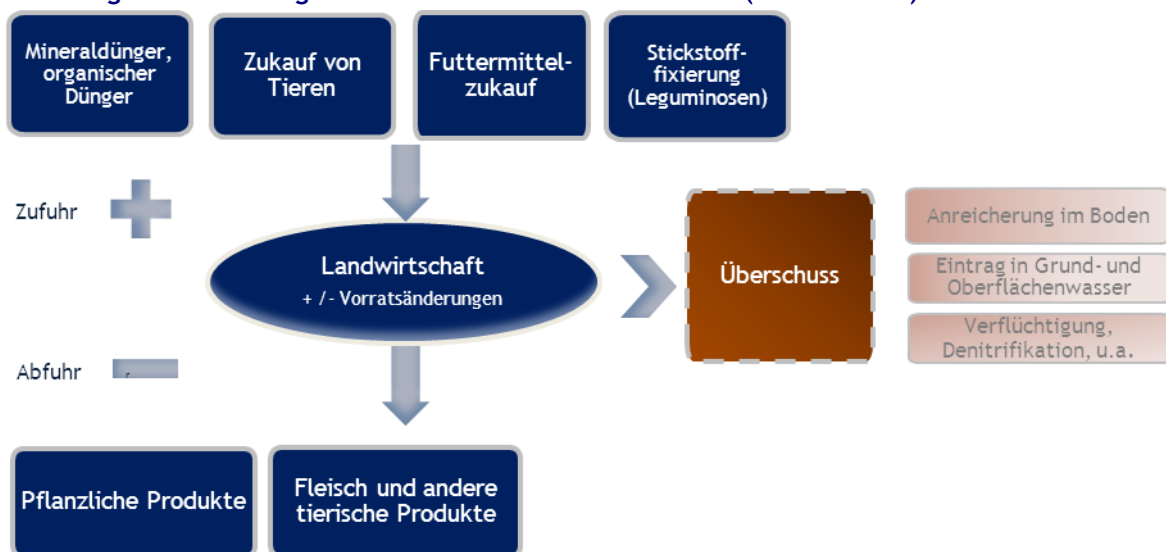 Mineraldünger,
organischer
Dünger
Zukauf von
Tieren
Futtermittel-
zukauf
Stickstoff-
fixierung
(Leguminosen)
Zufuhr
Landwirtschaft
+ /- Vorratsänderungen
Überschuss
Anreicherung im Boden
Eintrag in Grund- und
Oberflächenwasser
Verflüchtigung,
Denitrifikation, u.a.
Abfuhr
Pflanzliche Produkte
Fleisch und andere
tierische Produkte